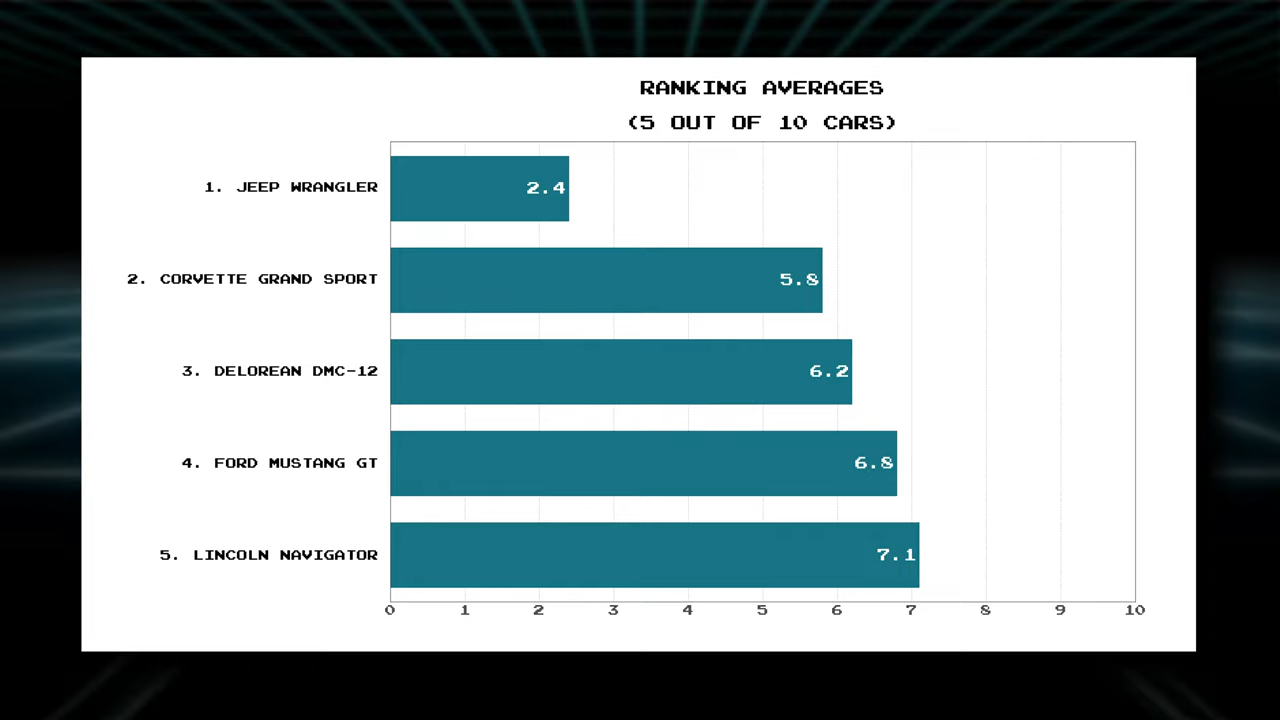 RANKING AVERAGES
(5 OUT OF 10 CARS)
1. JEEP WRANGLER
2.4
2. CORVETTE GRAND SPORT
5.8
3. DELOREAN DMC-12
6.2
4. FORD MUSTANG GT
6.8
5. LINCOLN NAVIGATOR
7.1
0 1 2 3 4 5 6 7 8 9 10